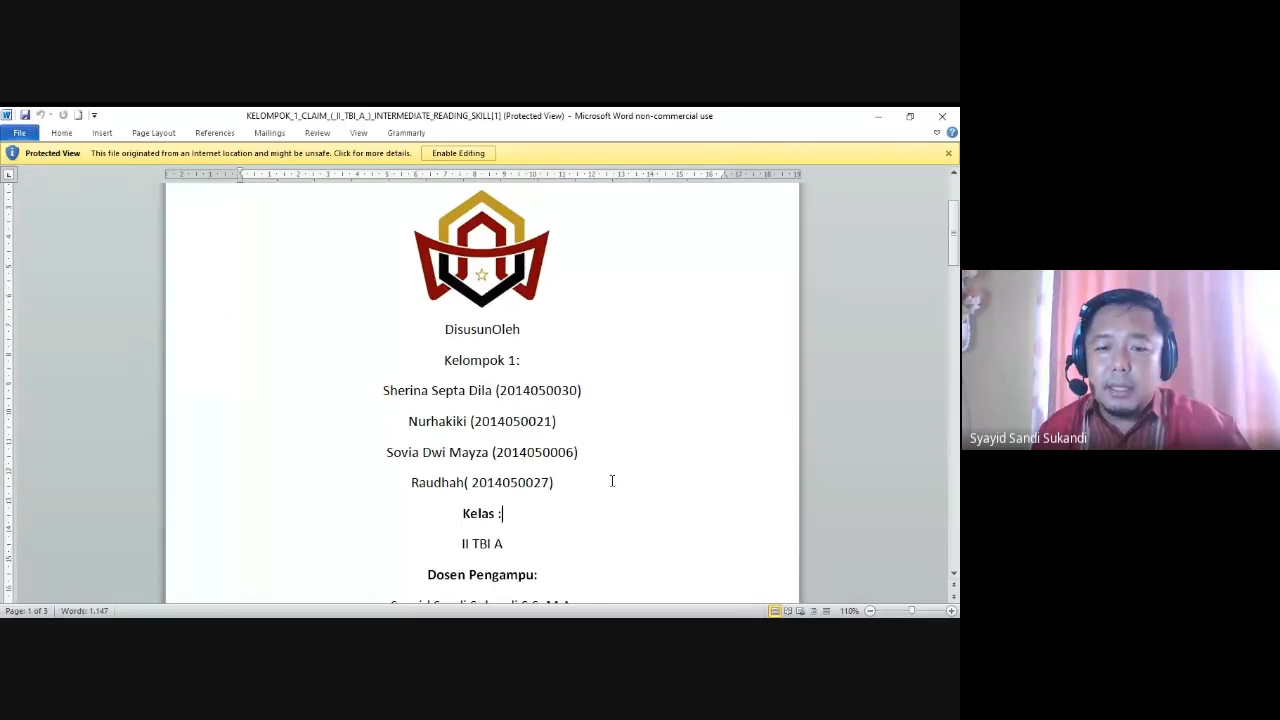 KELOMPOK_1_CLAIM_(_II_TBI_A_)_INTERMEDIATE_READING_SKILL[1] (Protected View) - Microsoft Word non-commercial use
File Home Insert Page Layout References Mailings Review View Grammarly
Protected View This file originated from an Internet location and might be unsafe. Click for more details. Enable Editing
DisusunOleh
Kelompok 1:
Sherina Septa Dila (2014050030)
Nurhakiki (2014050021)
Sovia Dwi Mayza (2014050006)
Raudhah( 2014050027)
Kelas :
II TBI A
Dosen Pengampu:
Syayid Sandi Sukandi
Page: 1 of 3 Words: 1.147 110%